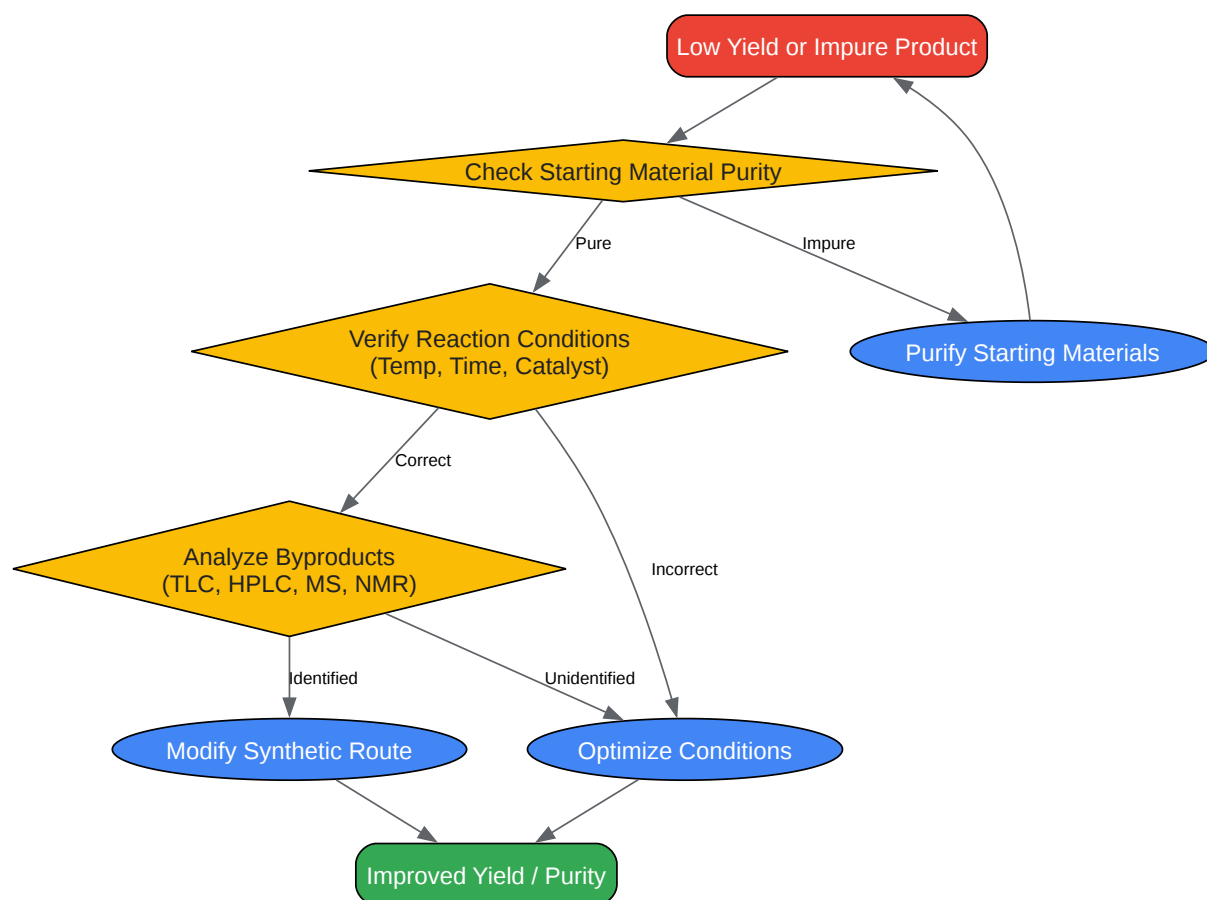 Low Yield or Impure Product
Check Starting Material Purity
Pure
Impure
Verify Reaction Conditions
(Temp, Time, Catalyst)
Purify Starting Materials
Correct
Analyze Byproducts
(TLC, HPLC, MS, NMR)
Incorrect
Identified
Unidentified
Modify Synthetic Route
Optimize Conditions
Improved Yield / Purity